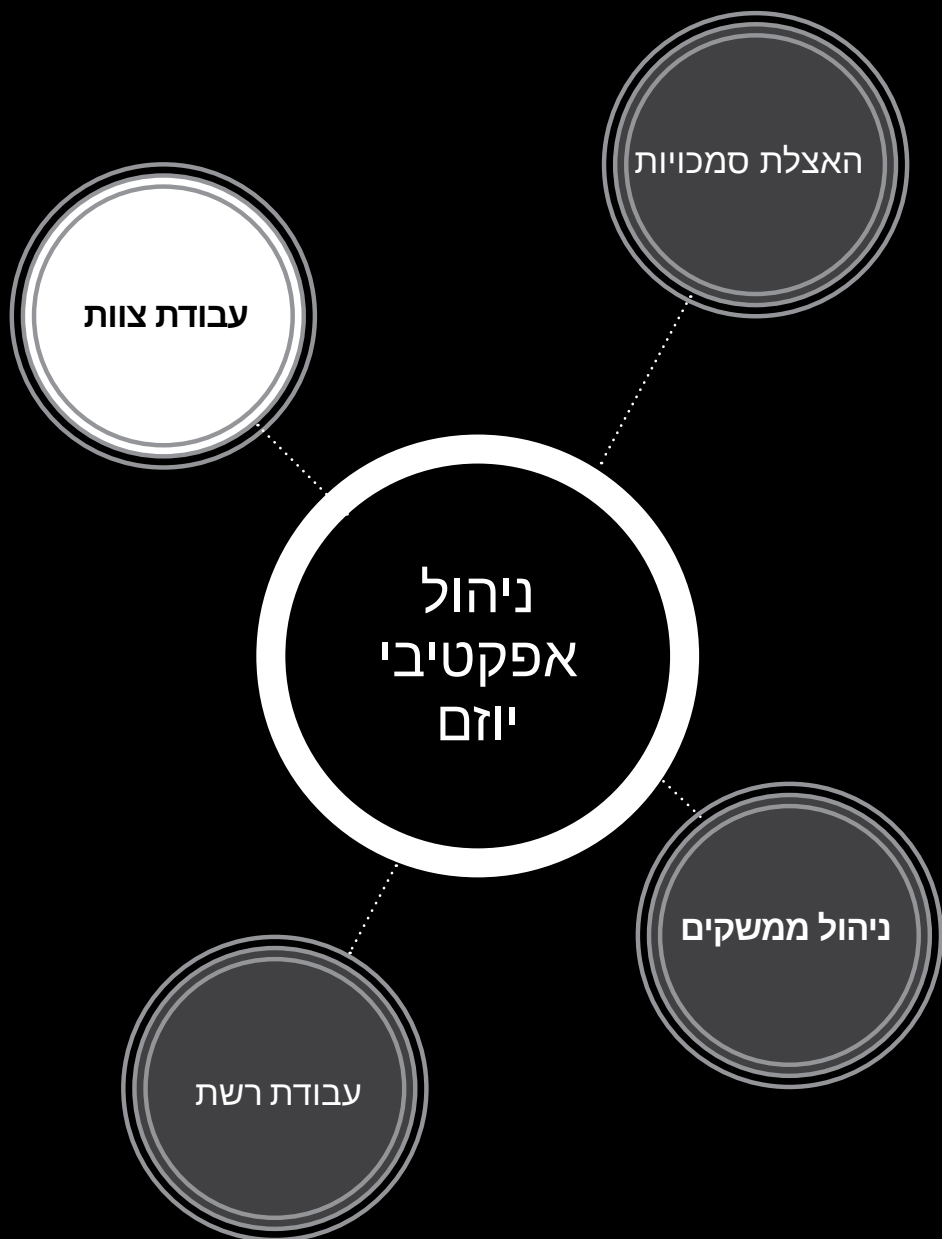 האצלת סמכויות
עבודת צוות
ניהול
אפקטיבי
יוזם
ניהול ממשקים
עבודת רשת